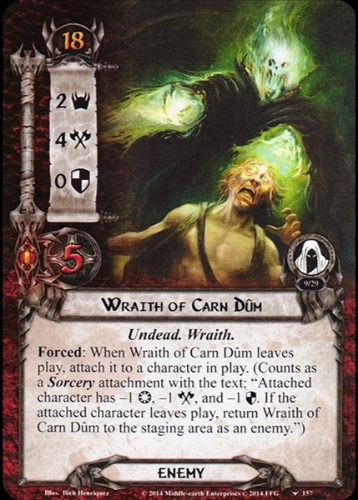 18
2
4
0
5
9/29
Wraith of Carn Dûm
Undead. Wraith.
Forced: When Wraith of Carn Dûm leaves
play, attach it to a character in play. (Counts as
a Sorcery attachment with the text: "Attached
character has –1 , –1 , and –1 . If the
attached character leaves play, return Wraith of
Carn Dûm to the staging area as an enemy.")
ENEMY
Illus. Ilich Henriquez
© 2014 Middle-earth Enterprises © 2014 FFG
157